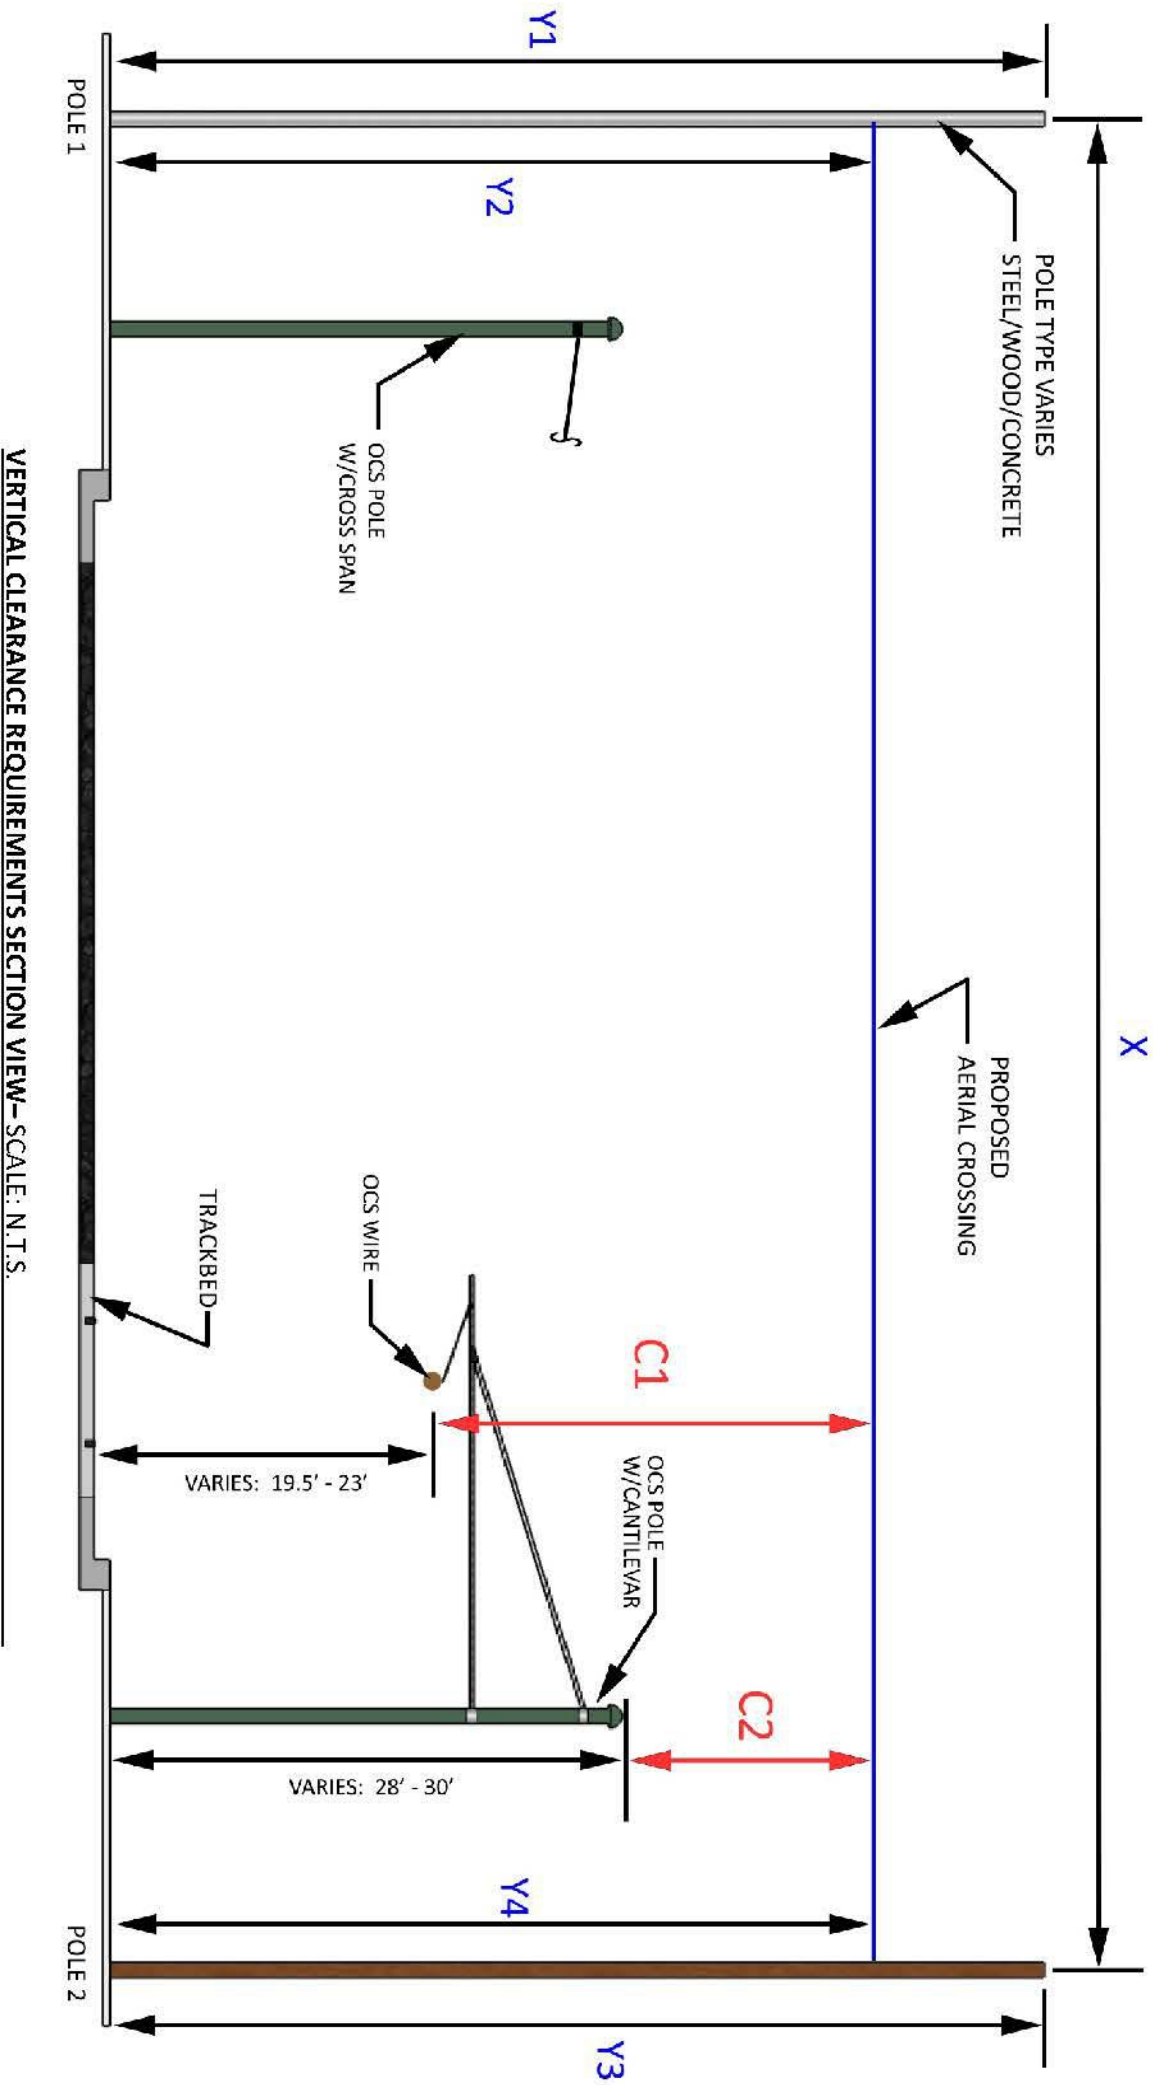 X
Y1
POLE TYPE VARIES
STEEL/WOOD/CONCRETE
PROPOSED
AERIAL CROSSING
Y2
C1
C2
OCS POLE
W/CANTILEVAR
OCS POLE
W/CROSS SPAN
OCS WIRE
VARIES: 19.5' - 23'
VARIES: 28' - 30'
Y4
Y3
TRACKBED
POLE 1
POLE 2
VERTICAL CLEARANCE REQUIREMENTS SECTION VIEW– SCALE: N.T.S.